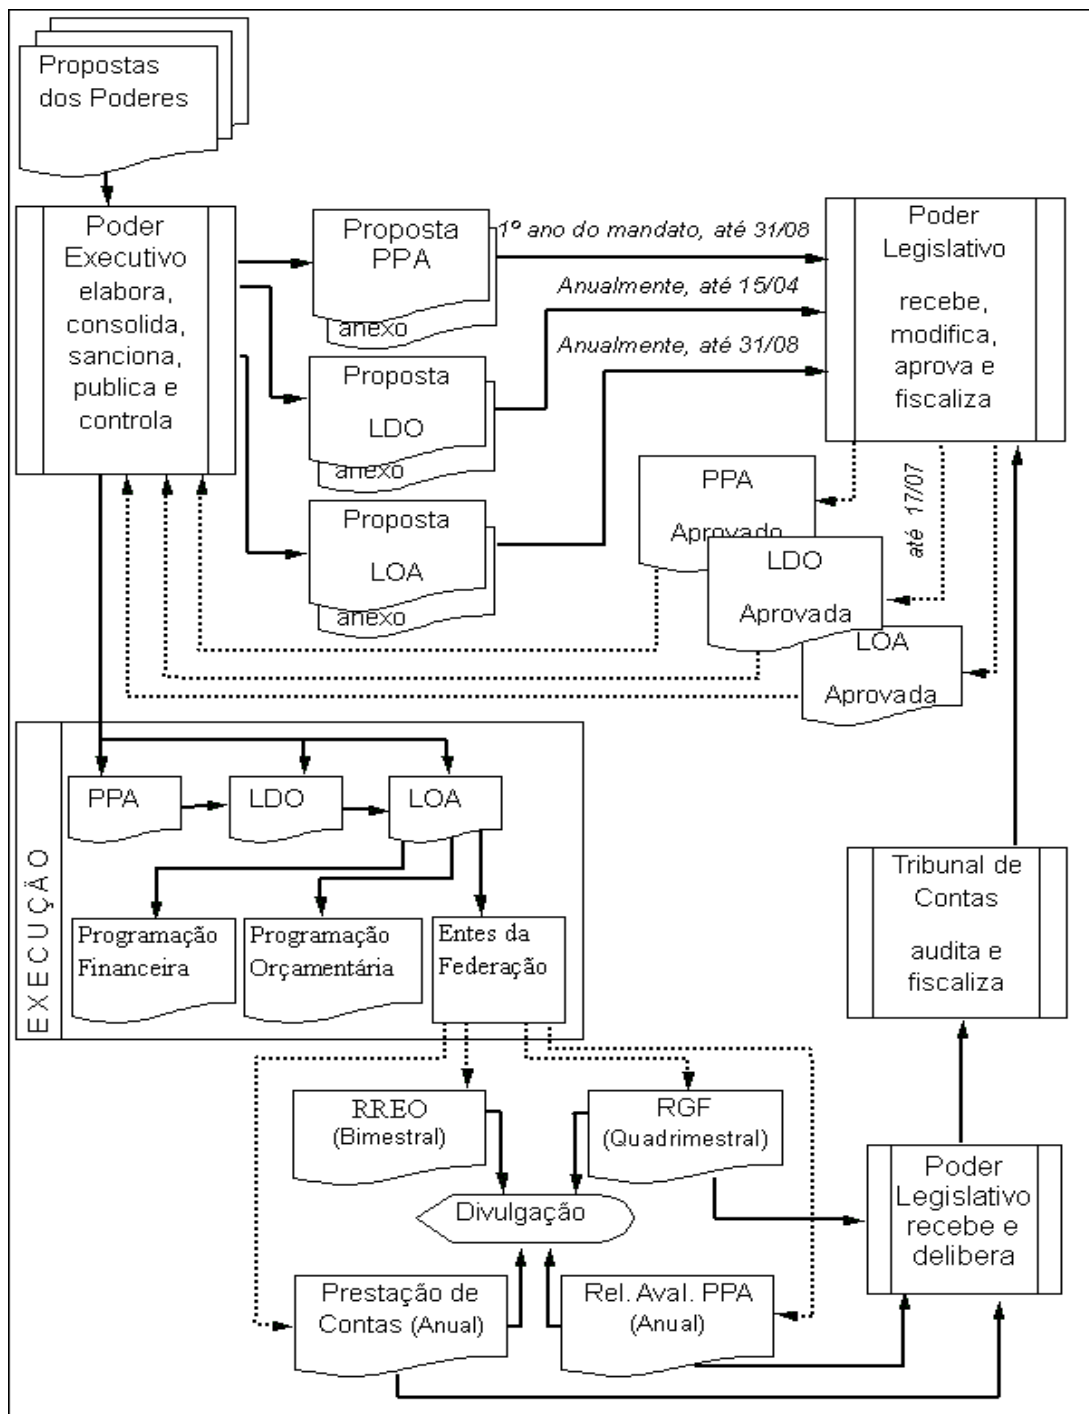 Propostas
dos Poderes
Poder
Executivo
elabora,
consolida,
sanciona,
publica e
controla
Proposta
PPA
anexo
1º ano do mandato, até 31/08
Anualmente, até 15/04
Anualmente, até 31/08
Proposta
LDO
anexo
Proposta
LOA
anexo
Poder
Legislativo
recebe,
modifica,
aprova e
fiscaliza
PPA
Aprovado
até 17/07
LDO
Aprovada
LOA
Aprovada
EXECUÇÃO
PPA
LDO
LOA
Programação
Financeira
Programação
Orçamentária
Entes da
Federação
Tribunal de
Contas
audita e
fiscaliza
RREO
(Bimestral)
RGF
(Quadrimestral)
Divulgação
Poder
Legislativo
recebe e
delibera
Prestação de
Contas (Anual)
Rel. Aval. PPA
(Anual)